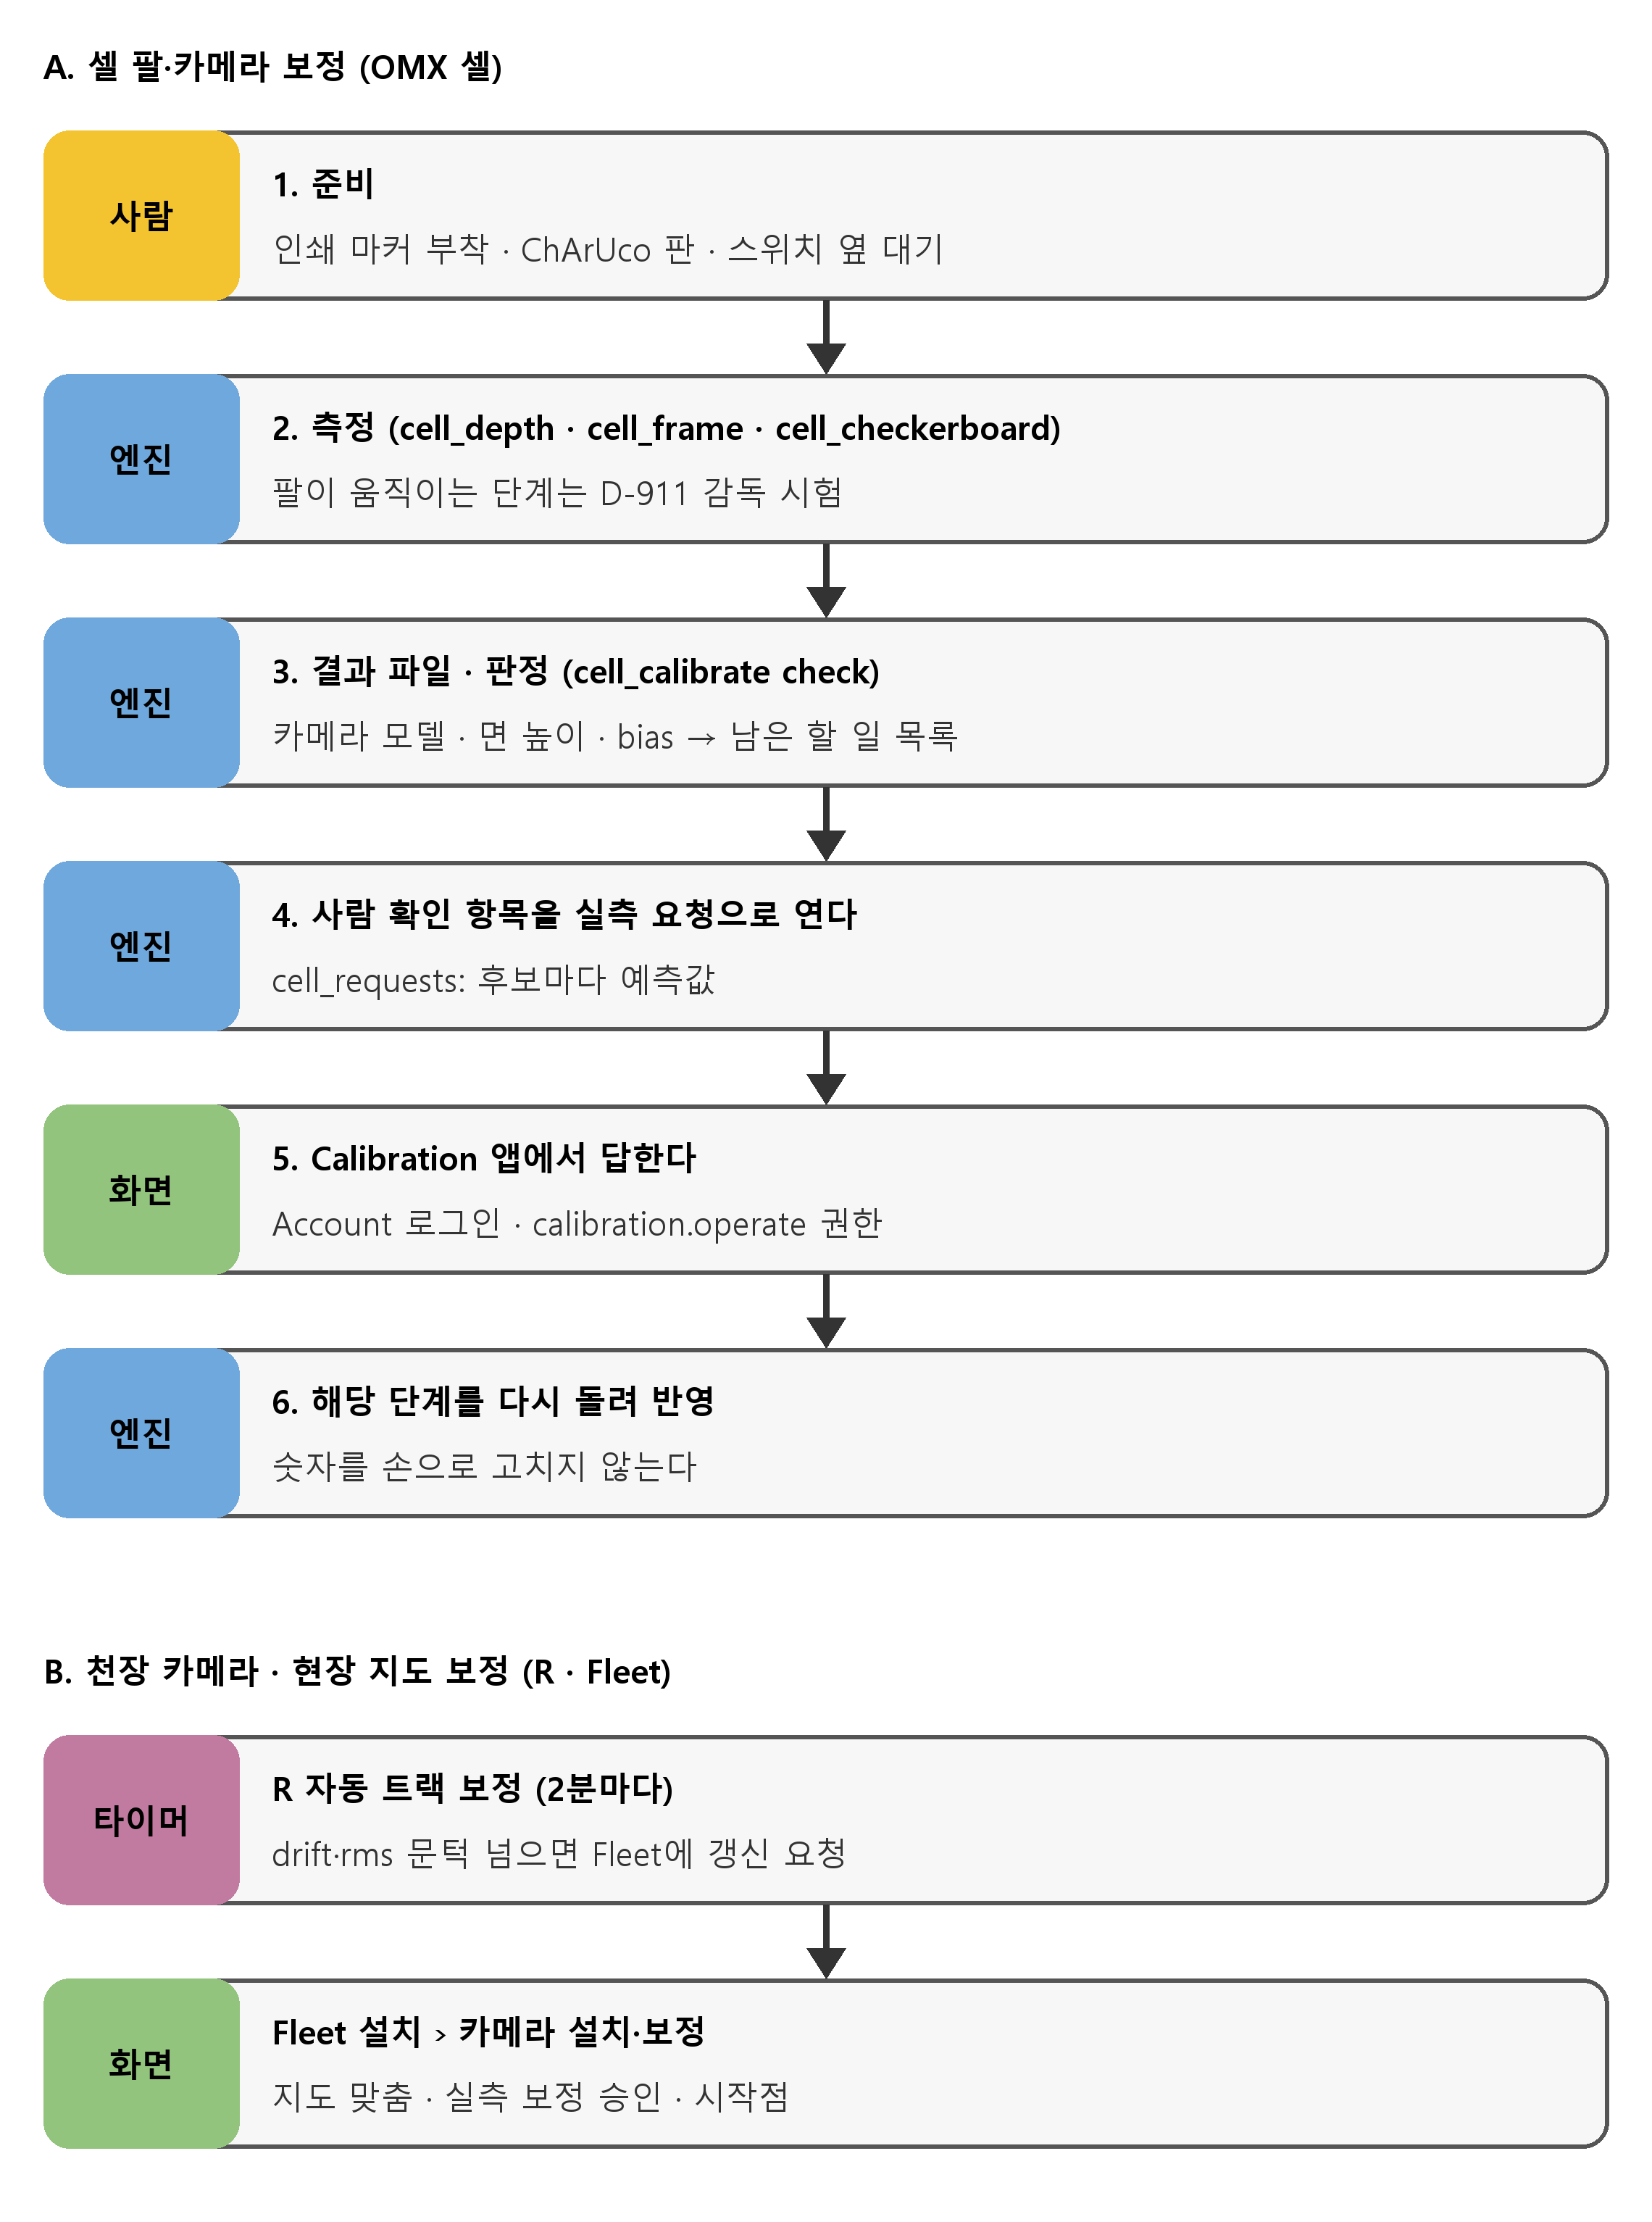 A. 셀 팔·카메라 보정 (OMX 셀)
사람
1. 준비
인쇄 마커 부착 · ChArUco 판 · 스위치 옆 대기
엔진
2. 측정 (cell_depth · cell_frame · cell_checkerboard)
팔이 움직이는 단계는 D-911 감독 시험
엔진
3. 결과 파일 · 판정 (cell_calibrate check)
카메라 모델 · 면 높이 · bias → 남은 할 일 목록
엔진
4. 사람 확인 항목을 실측 요청으로 연다
cell_requests: 후보마다 예측값
화면
5. Calibration 앱에서 답한다
Account 로그인 · calibration.operate 권한
엔진
6. 해당 단계를 다시 돌려 반영
숫자를 손으로 고치지 않는다
B. 천장 카메라 · 현장 지도 보정 (R · Fleet)
타이머
R 자동 트랙 보정 (2분마다)
drift·rms 문턱 넘으면 Fleet에 갱신 요청
화면
Fleet 설치 › 카메라 설치·보정
지도 맞춤 · 실측 보정 승인 · 시작점